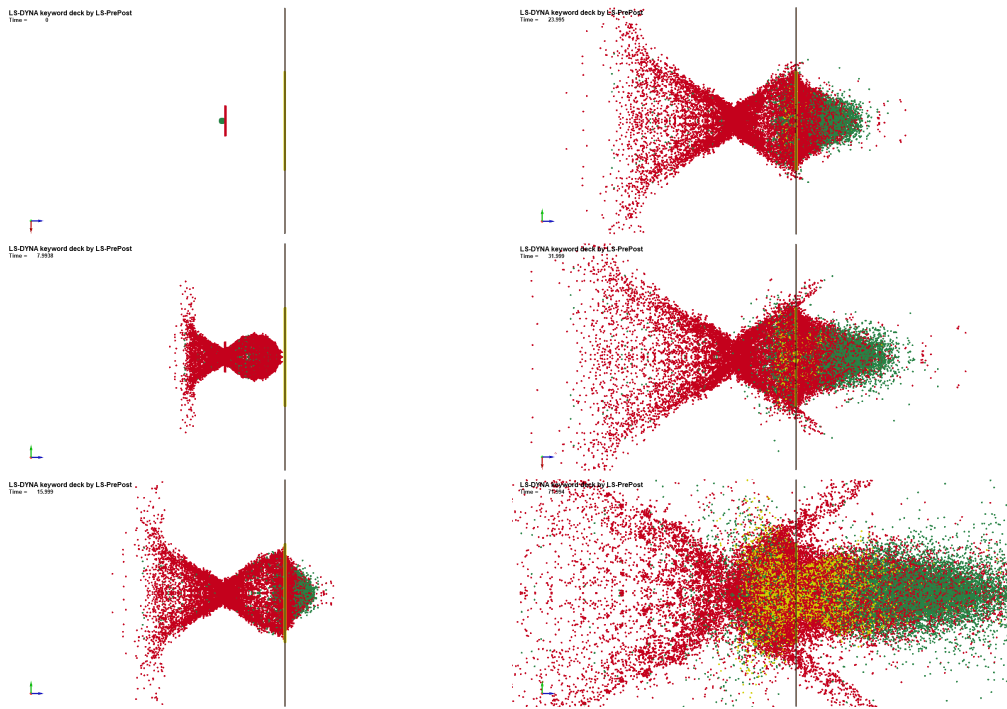 LS-DYNA keyword deck by LS-PrePost
Time = 0
LS-DYNA keyword deck by LS-PrePost
Time = 7.9938
LS-DYNA keyword deck by LS-PrePost
Time = 15.999
LS-DYNA keyword deck by LS-PrePost
Time = 23.995
LS-DYNA keyword deck by LS-PrePost
Time = 31.999
LS-DYNA keyword deck by LS-PrePost
Time =